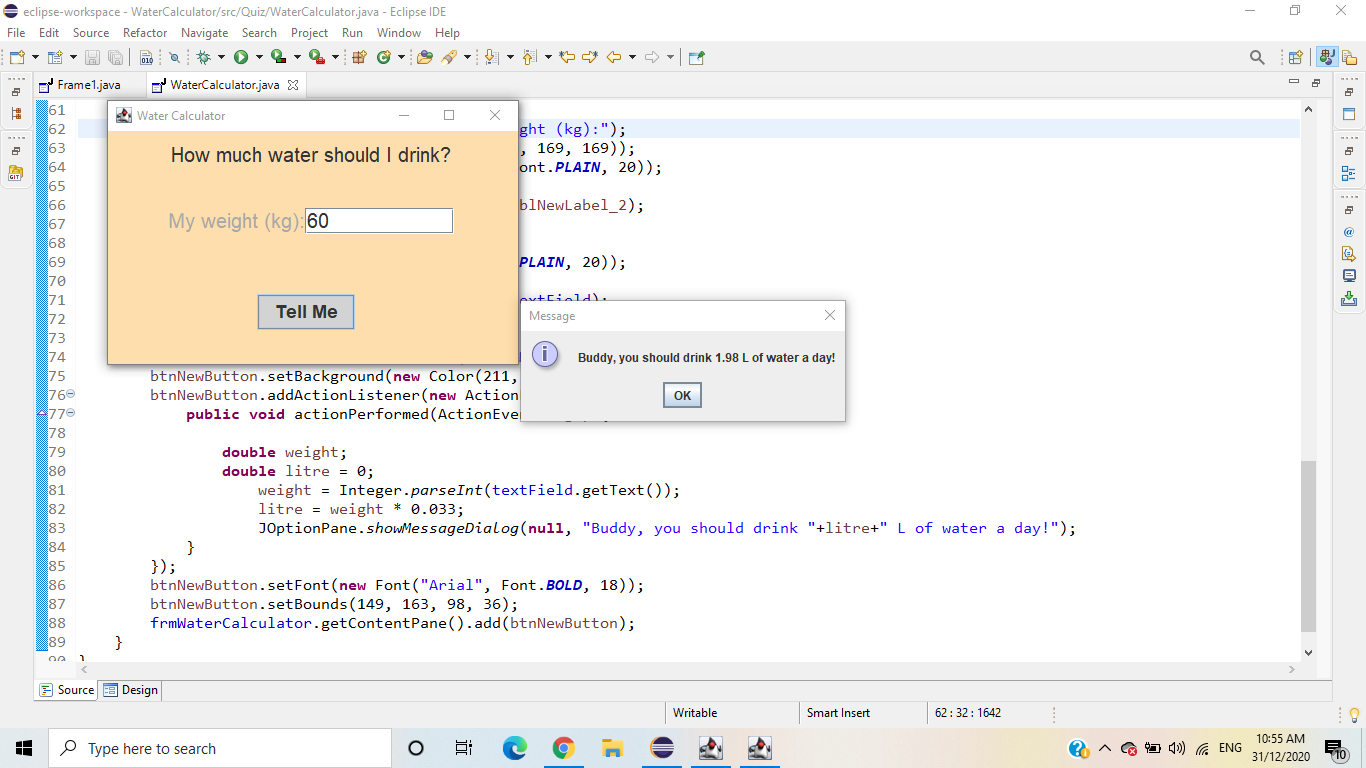 eclipse-workspace - WaterCalculator/src/Quiz/WaterCalculator.java - Eclipse IDE
File Edit Source Refactor Navigate Search Project Run Window Help
Frame1.java WaterCalculator.java
Water Calculator
How much water should I drink?
My weight (kg): 60
Tell Me
Message
Buddy, you should drink 1.98 L of water a day!
OK
61
62 ght (kg):");
63 , 169, 169));
64 ont.PLAIN, 20));
65
66 blNewLabel_2);
67
68
69 PLAIN, 20));
70
71 extField);
72
73
74
75 btnNewButton.setBackground(new Color(211,
76 btnNewButton.addActionListener(new Action
77 public void actionPerformed(ActionEve
78
79 double weight;
80 double litre = 0;
81 weight = Integer.parseInt(textField.getText());
82 litre = weight * 0.033;
83 JOptionPane.showMessageDialog(null, "Buddy, you should drink "+litre+" L of water a day!");
84 }
85 });
86 btnNewButton.setFont(new Font("Arial", Font.BOLD, 18));
87 btnNewButton.setBounds(149, 163, 98, 36);
88 frmWaterCalculator.getContentPane().add(btnNewButton);
89 }
90 }
Source Design
Writable Smart Insert 62 : 32 : 1642
Type here to search
ENG
10:55 AM
31/12/2020
10